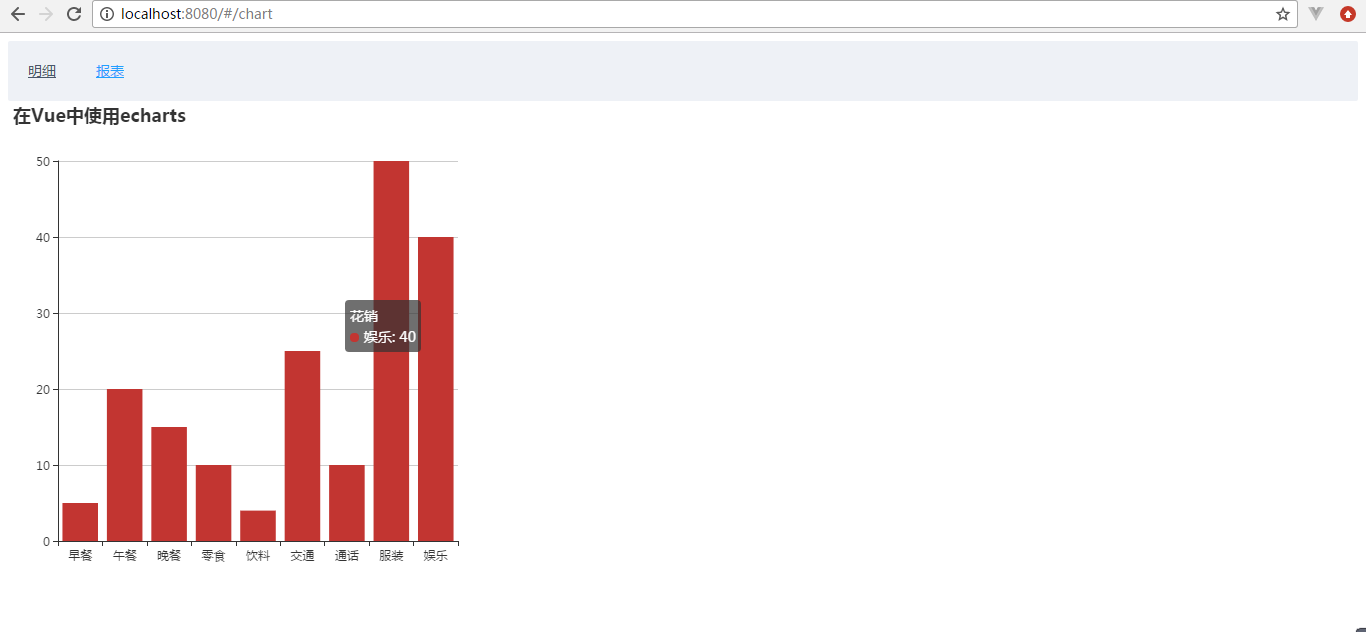 localhost:8080/#/chart
明细 报表
在Vue中使用echarts
50
40
30
20
10
0
花销
娱乐: 40
早餐 午餐 晚餐 零食 饮料 交通 通话 服装 娱乐